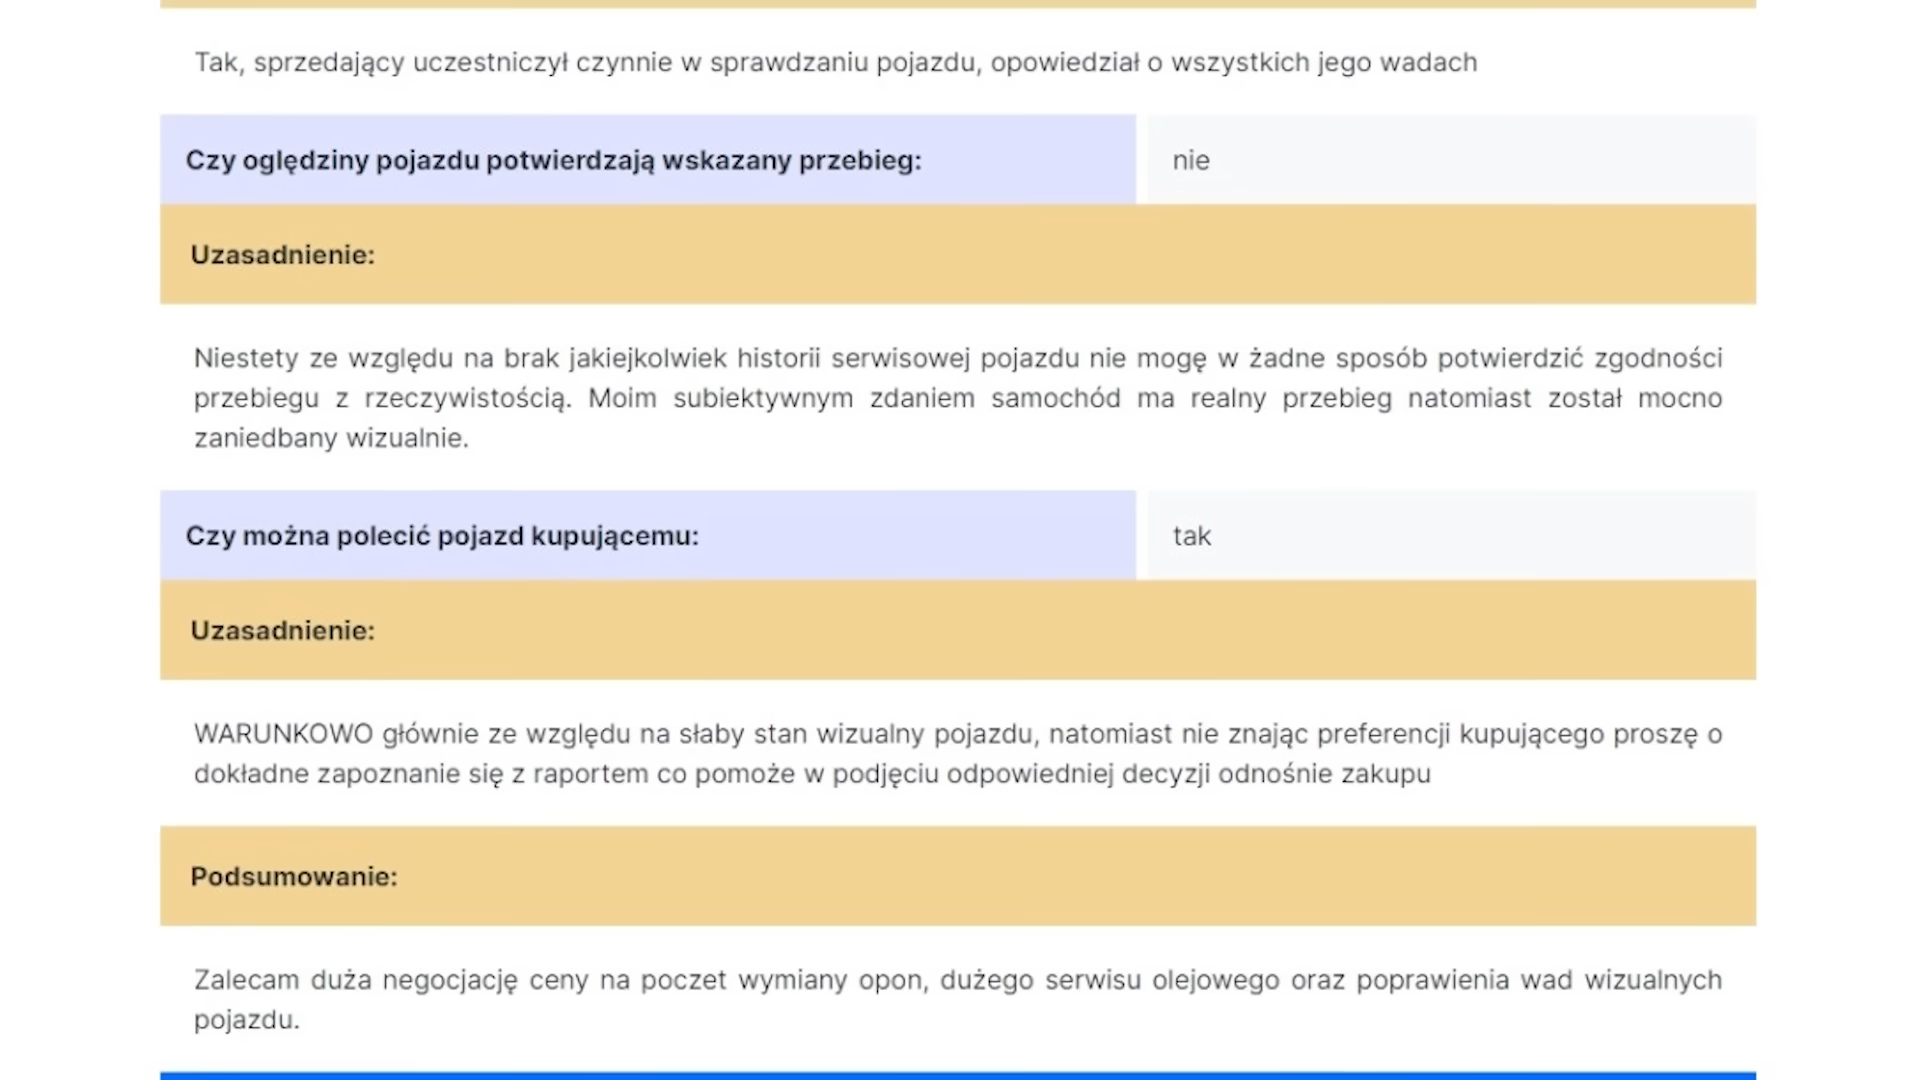 Tak, sprzedający uczestniczył czynnie w sprawdzaniu pojazdu, opowiedział o wszystkich jego wadach
Czy oględziny pojazdu potwierdzają wskazany przebieg: nie
Uzasadnienie:
Niestety ze względu na brak jakiejkolwiek historii serwisowej pojazdu nie mogę w żadne sposób potwierdzić zgodności
przebiegu z rzeczywistością. Moim subiektywnym zdaniem samochód ma realny przebieg natomiast został mocno
zaniedbany wizualnie.
Czy można polecić pojazd kupującemu: tak
Uzasadnienie:
WARUNKOWO głównie ze względu na słaby stan wizualny pojazdu, natomiast nie znając preferencji kupującego proszę o
dokładne zapoznanie się z raportem co pomoże w podjęciu odpowiedniej decyzji odnośnie zakupu
Podsumowanie:
Zalecam duża negocjację ceny na poczet wymiany opon, dużego serwisu olejowego oraz poprawienia wad wizualnych
pojazdu.